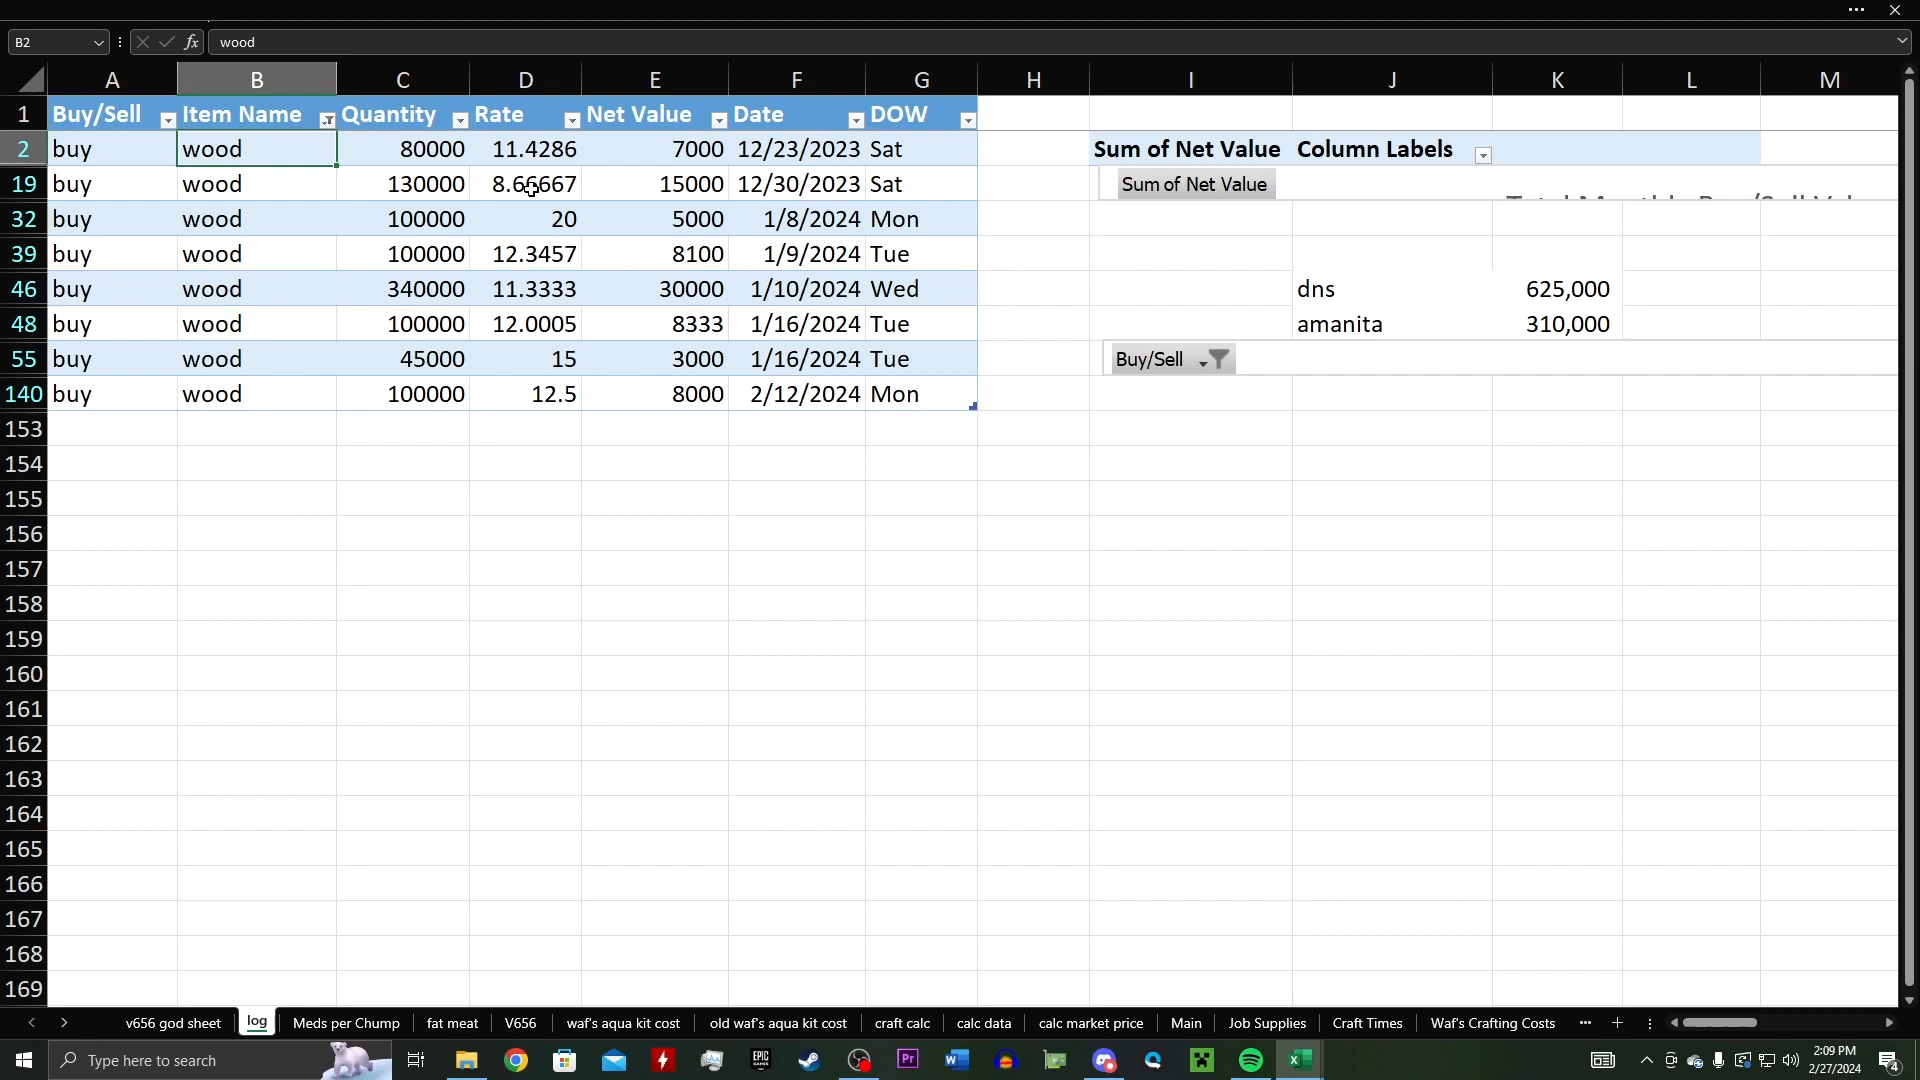 B2
fx
wood
A B C D E F G H I J K L M
1 Buy/Sell Item Name Quantity Rate Net Value Date DOW
2 buy wood 80000 11.4286 7000 12/23/2023 Sat Sum of Net Value Column Labels
19 buy wood 130000 8.66667 15000 12/30/2023 Sat Sum of Net Value
32 buy wood 100000 20 5000 1/8/2024 Mon
39 buy wood 100000 12.3457 8100 1/9/2024 Tue
46 buy wood 340000 11.3333 30000 1/10/2024 Wed dns 625,000
48 buy wood 100000 12.0005 8333 1/16/2024 Tue amanita 310,000
55 buy wood 45000 15 3000 1/16/2024 Tue Buy/Sell
140 buy wood 100000 12.5 8000 2/12/2024 Mon
153
154
155
156
157
158
159
160
161
162
163
164
165
166
167
168
169
v656 god sheet log Meds per Chump fat meat V656 waf's aqua kit cost old waf's aqua kit cost craft calc calc data calc market price Main Job Supplies Craft Times Waf's Crafting Costs
Type here to search
EPIC GAMES
Pr
2:09 PM
2/27/2024
4